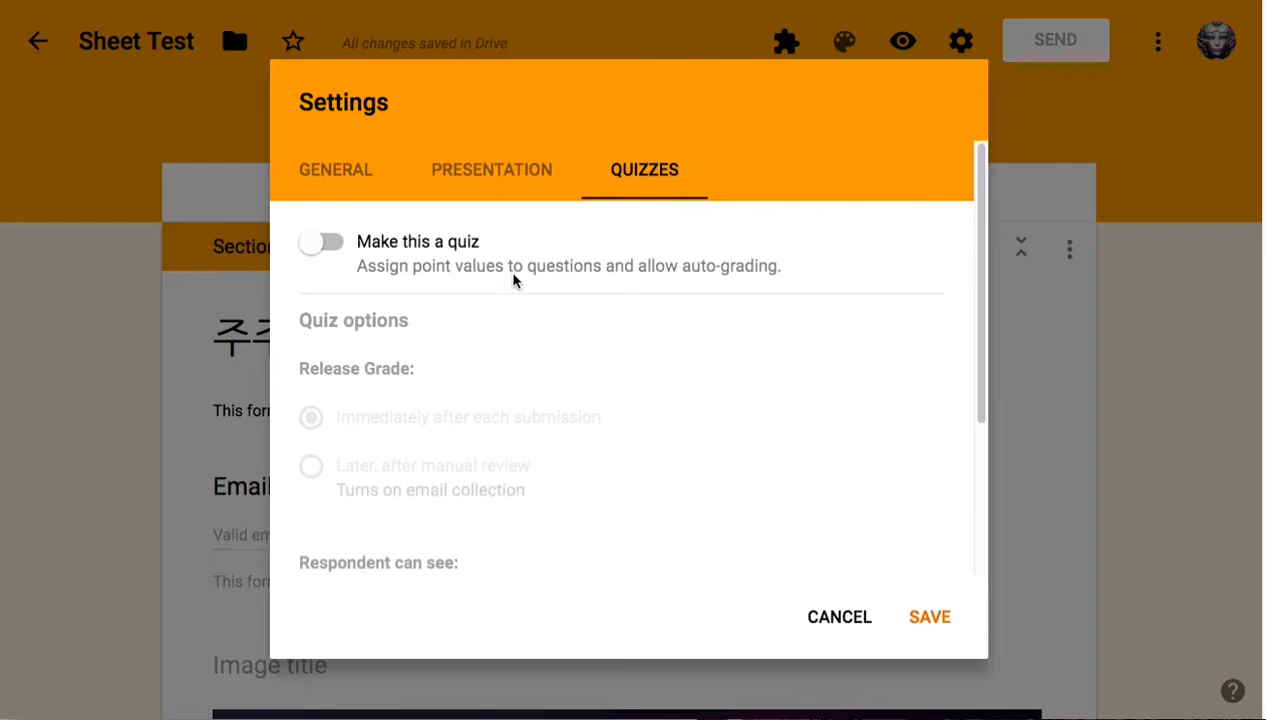 Sheet Test
All changes saved in Drive
SEND
Settings
GENERAL PRESENTATION QUIZZES
Make this a quiz
Assign point values to questions and allow auto-grading.
Section
Quiz options
Release Grade:
This for
Immediately after each submission
Later, after manual review
Turns on email collection
Email
Valid em
Respondent can see:
This for
CANCEL SAVE
Image title